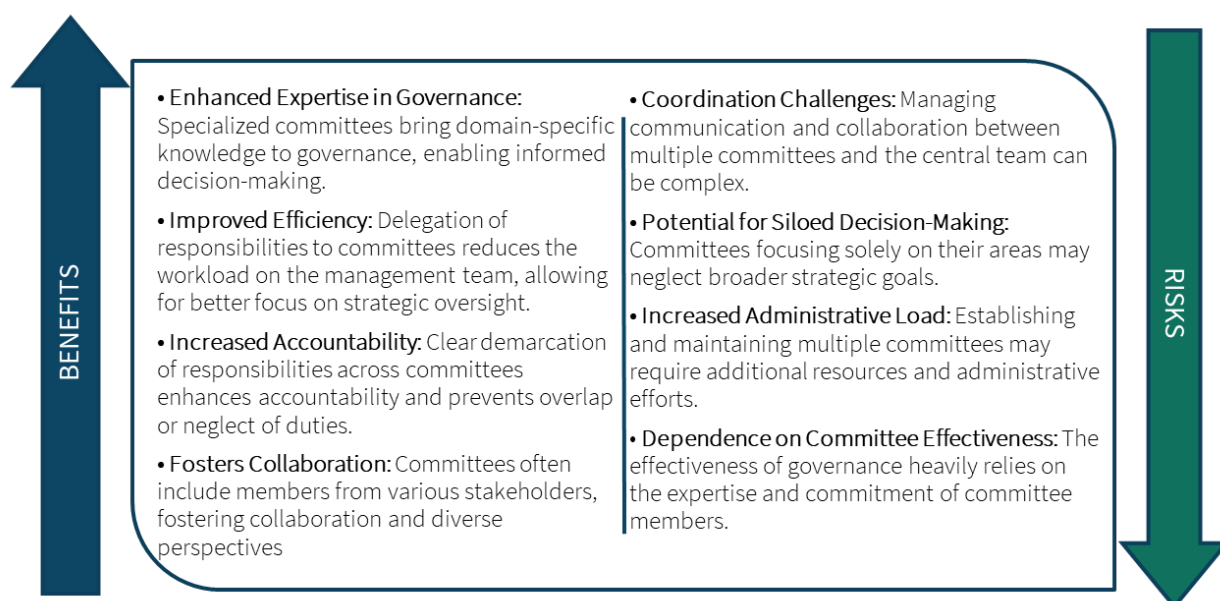 BENEFITS
• Enhanced Expertise in Governance:
Specialized committees bring domain-specific
knowledge to governance, enabling informed
decision-making.
• Improved Efficiency: Delegation of
responsibilities to committees reduces the
workload on the management team, allowing
for better focus on strategic oversight.
• Increased Accountability: Clear demarcation
of responsibilities across committees
enhances accountability and prevents overlap
or neglect of duties.
• Fosters Collaboration: Committees often
include members from various stakeholders,
fostering collaboration and diverse
perspectives
• Coordination Challenges: Managing
communication and collaboration between
multiple committees and the central team can
be complex.
• Potential for Siloed Decision-Making:
Committees focusing solely on their areas may
neglect broader strategic goals.
• Increased Administrative Load: Establishing
and maintaining multiple committees may
require additional resources and administrative
efforts.
• Dependence on Committee Effectiveness: The
effectiveness of governance heavily relies on
the expertise and commitment of committee
members.
RISKS